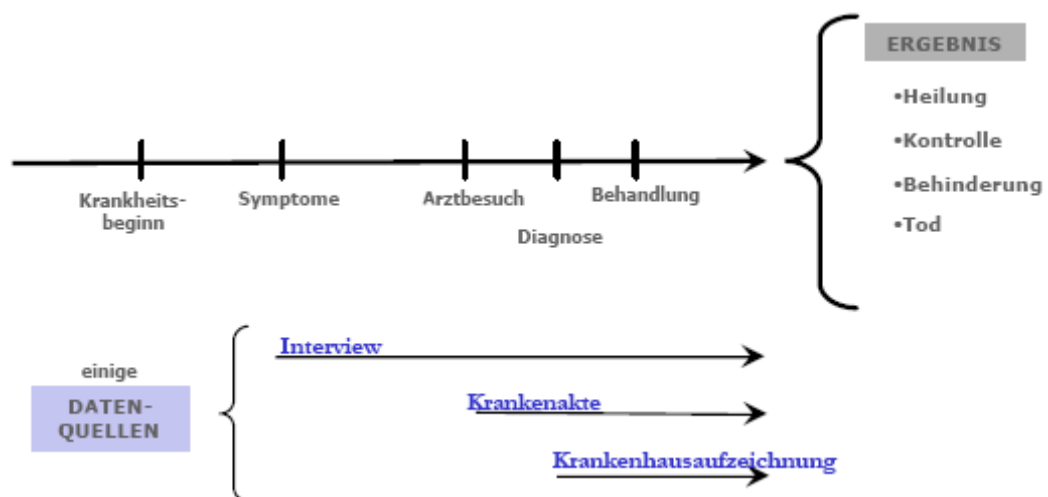 ERGEBNIS
•Heilung
•Kontrolle
•Behinderung
•Tod
Krankheits-
beginn
Symptome
Arztbesuch
Diagnose
Behandlung
einige
DATEN-
QUELLEN
Interview
Krankenakte
Krankenhausaufzeichnung